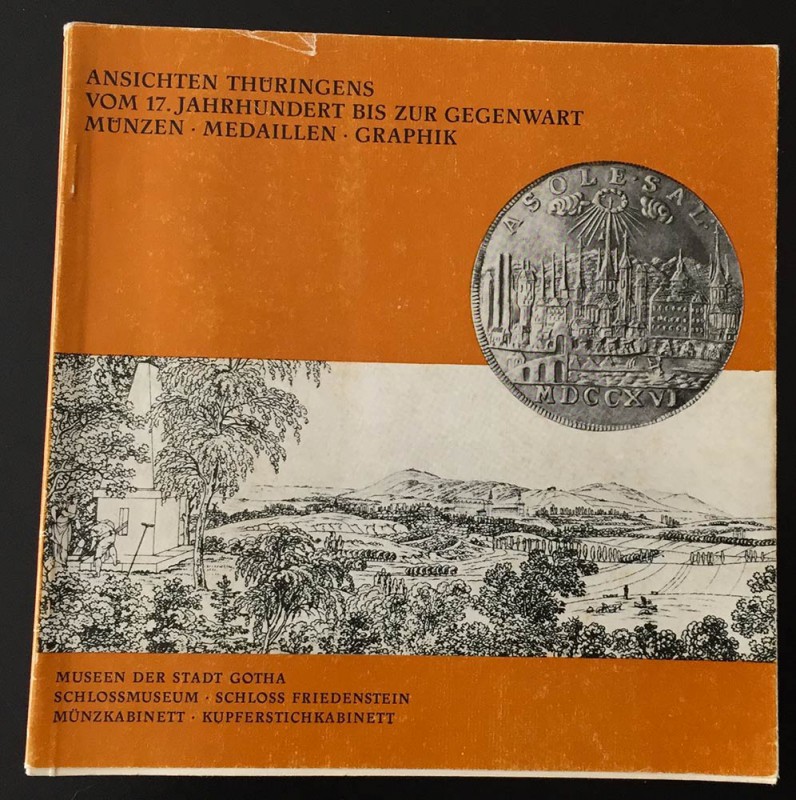 ANSICHTEN THÜRINGENS
VOM 17. JAHRHUNDERT BIS ZUR GEGENWART
MÜNZEN · MEDAILLEN · GRAPHIK
A SOLE · SAL ·
MDCCXVI
MUSEEN DER STADT GOTHA
SCHLOSSMUSEUM · SCHLOSS FRIEDENSTEIN
MÜNZKABINETT · KUPFERSTICHKABINETT